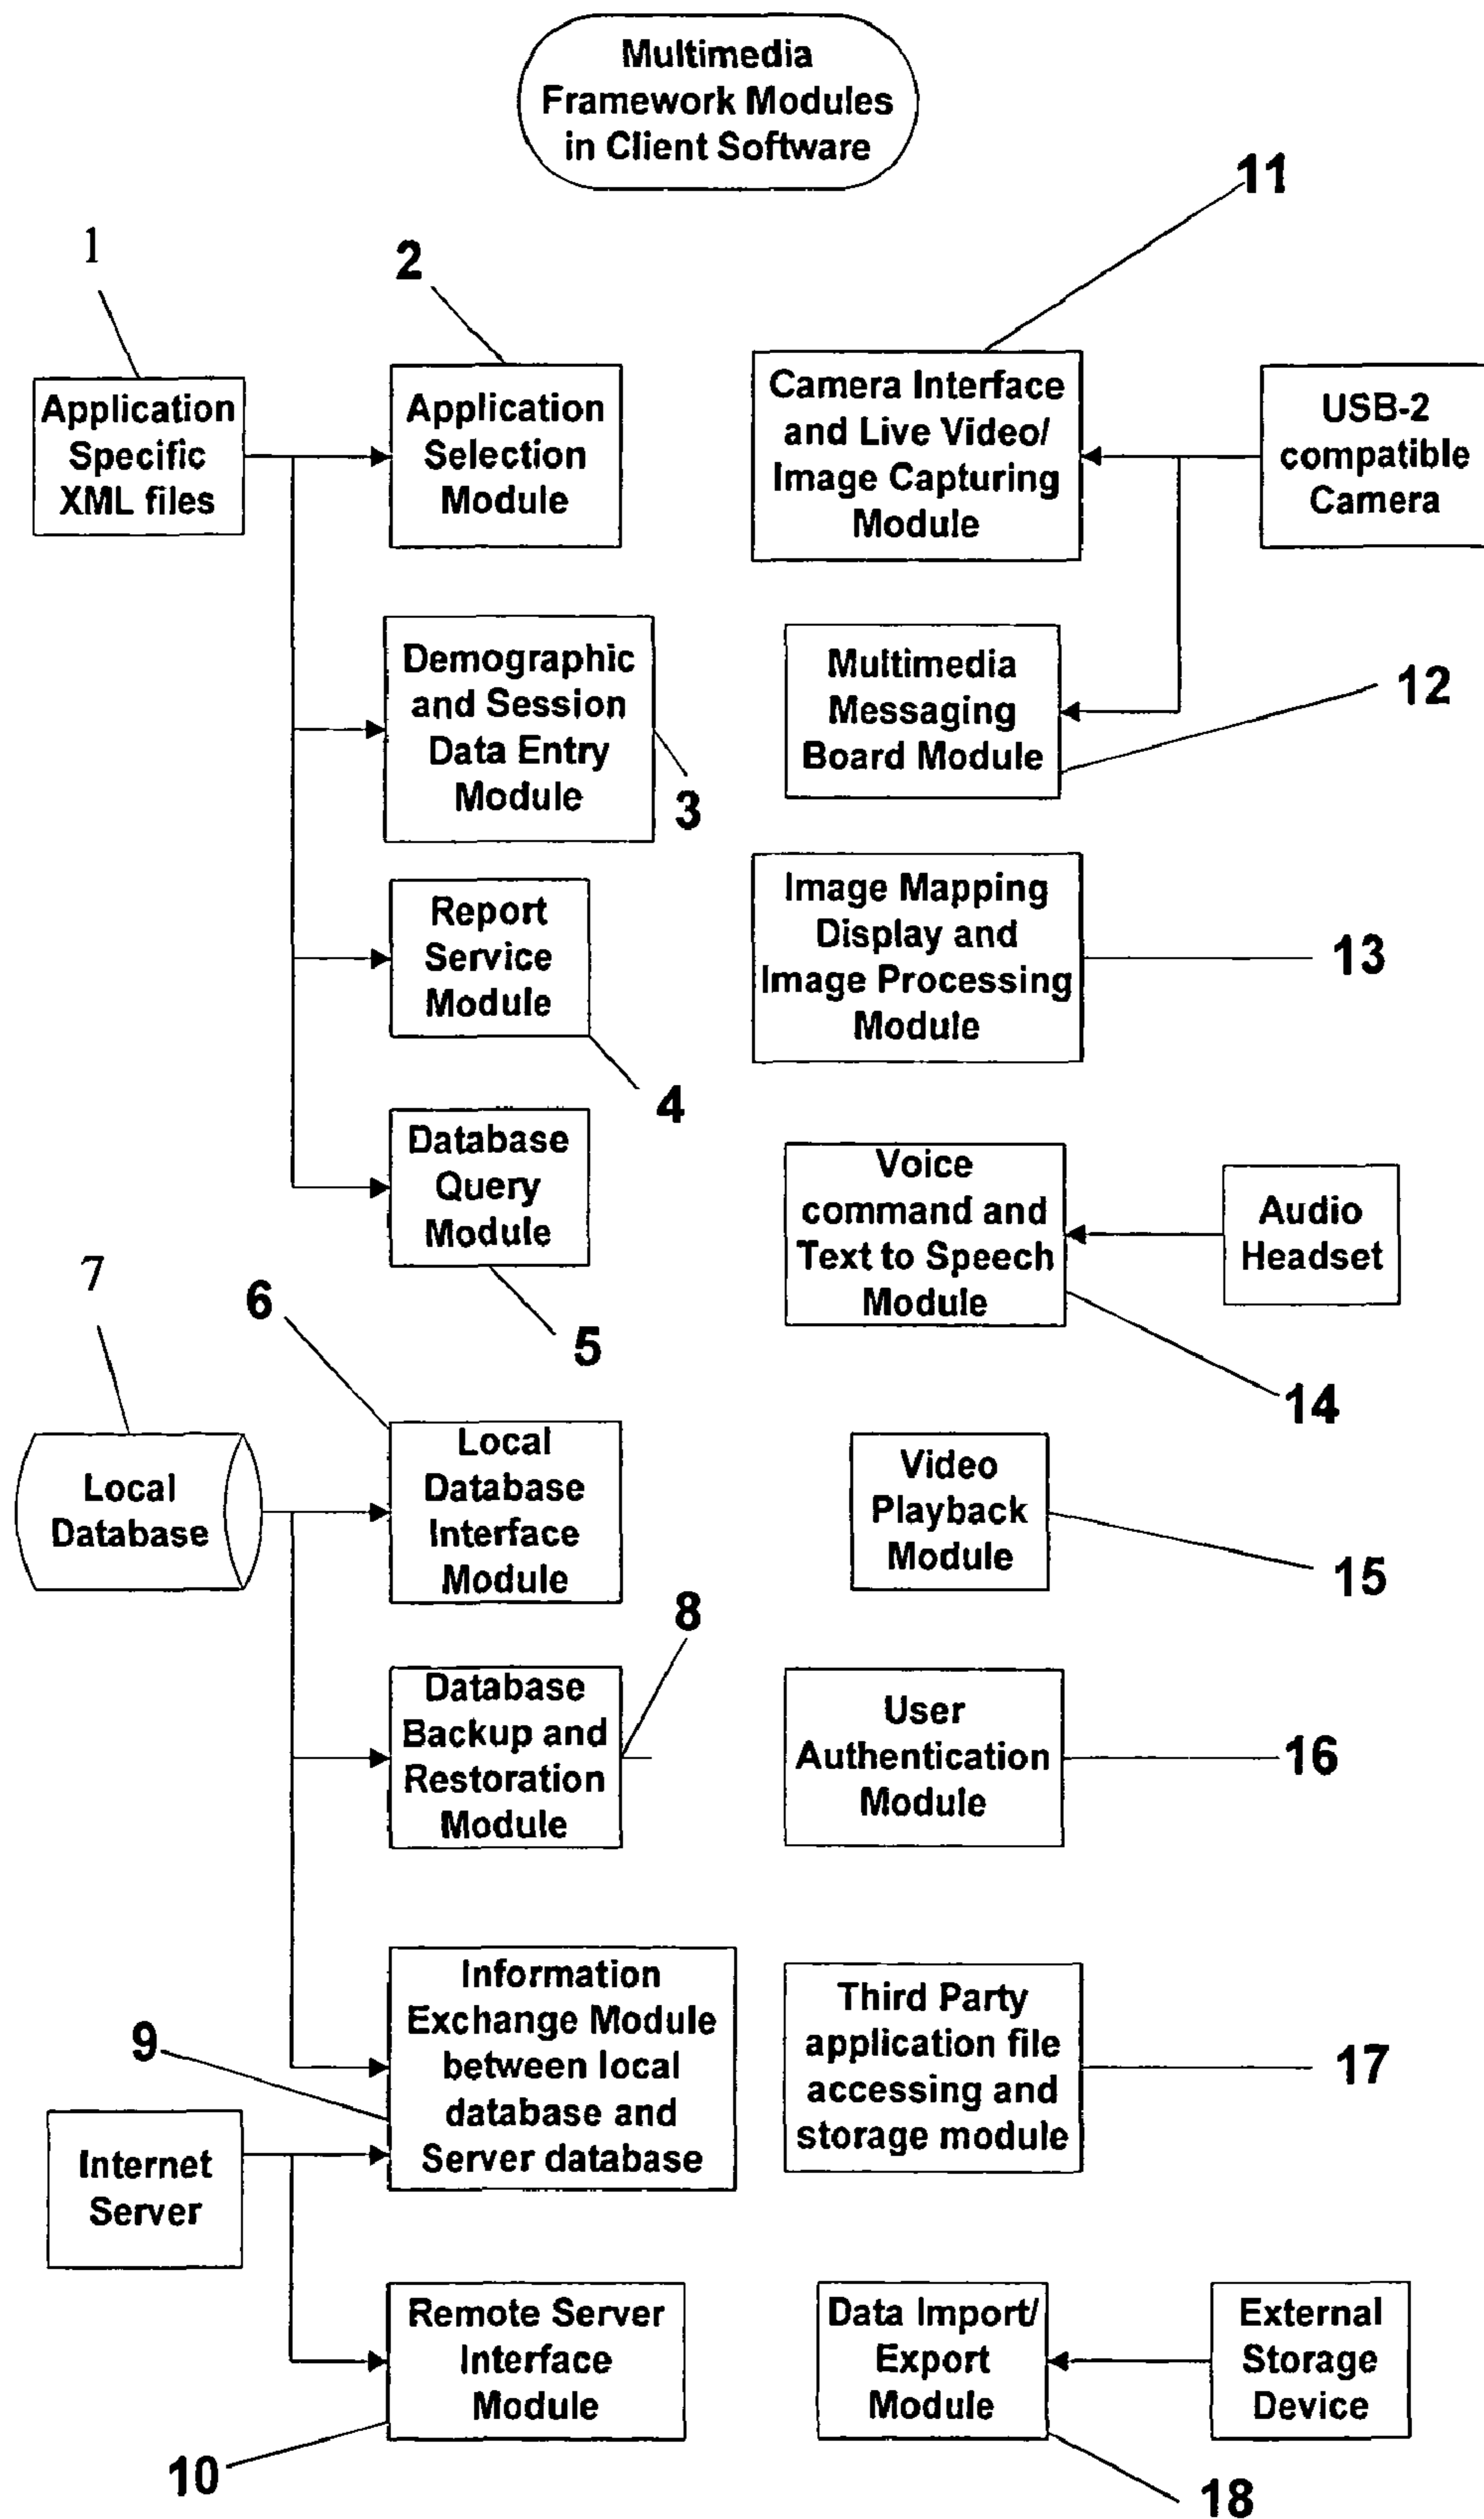 Multimedia
Framework Modules
in Client Software
11
1
2
Application
Specific
XML files
Application
Selection
Module
Camera Interface
and Live Video/
Image Capturing
Module
USB-2
compatible
Camera
Demographic
and Session
Data Entry
Module
3
Multimedia
Messaging
Board Module
12
Report
Service
Module
4
Image Mapping
Display and
Image Processing
Module
13
Database
Query
Module
5
Voice
command and
Text to Speech
Module
14
Audio
Headset
7
6
Local
Database
Local
Database
Interface
Module
Video
Playback
Module
15
8
Database
Backup and
Restoration
Module
User
Authentication
Module
16
9
Information
Exchange Module
between local
database and
Server database
Third Party
application file
accessing and
storage module
17
Internet
Server
Remote Server
Interface
Module
10
Data Import/
Export
Module
18
External
Storage
Device